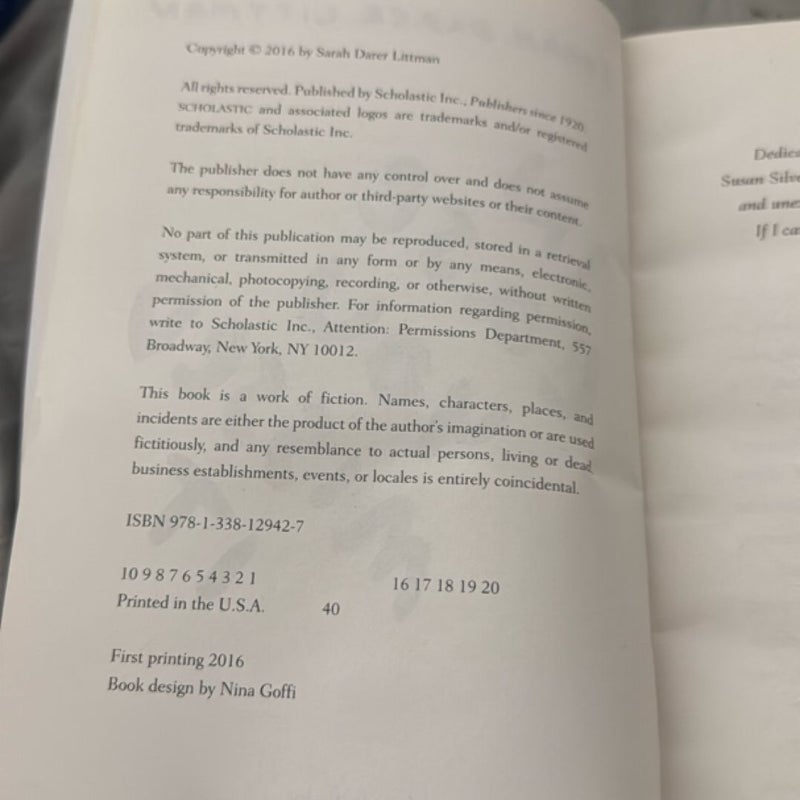 Copyright © 2016 by Sarah Darer Littman
All rights reserved. Published by Scholastic Inc., Publishers since 1920.
SCHOLASTIC and associated logos are trademarks and/or registered
trademarks of Scholastic Inc.
The publisher does not have any control over and does not assume
any responsibility for author or third-party websites or their content.
No part of this publication may be reproduced, stored in a retrieval
system, or transmitted in any form or by any means, electronic,
mechanical, photocopying, recording, or otherwise, without written
permission of the publisher. For information regarding permission,
write to Scholastic Inc., Attention: Permissions Department, 557
Broadway, New York, NY 10012.
This book is a work of fiction. Names, characters, places, and
incidents are either the product of the author's imagination or are used
fictitiously, and any resemblance to actual persons, living or dead,
business establishments, events, or locales is entirely coincidental.
ISBN 978-1-338-12942-7
10 9 8 7 6 5 4 3 2 1 16 17 18 19 20
Printed in the U.S.A. 40
First printing 2016
Book design by Nina Goffi
Susan
and
If I